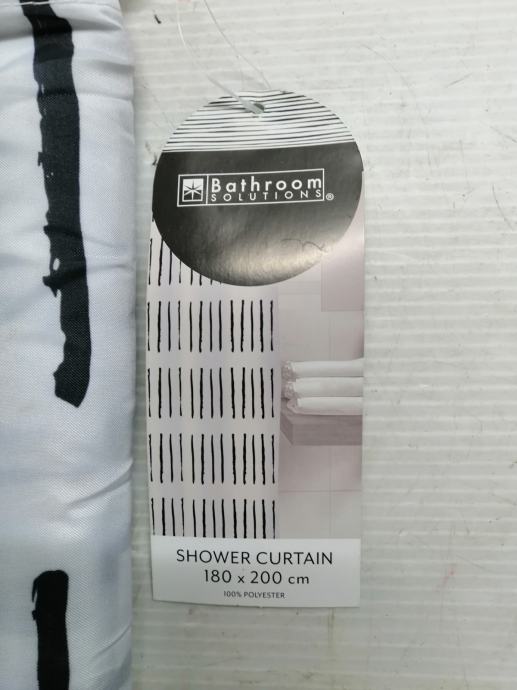 Bathroom
SOLUTIONS®
SHOWER CURTAIN
180 x 200 cm
100% POLYESTER